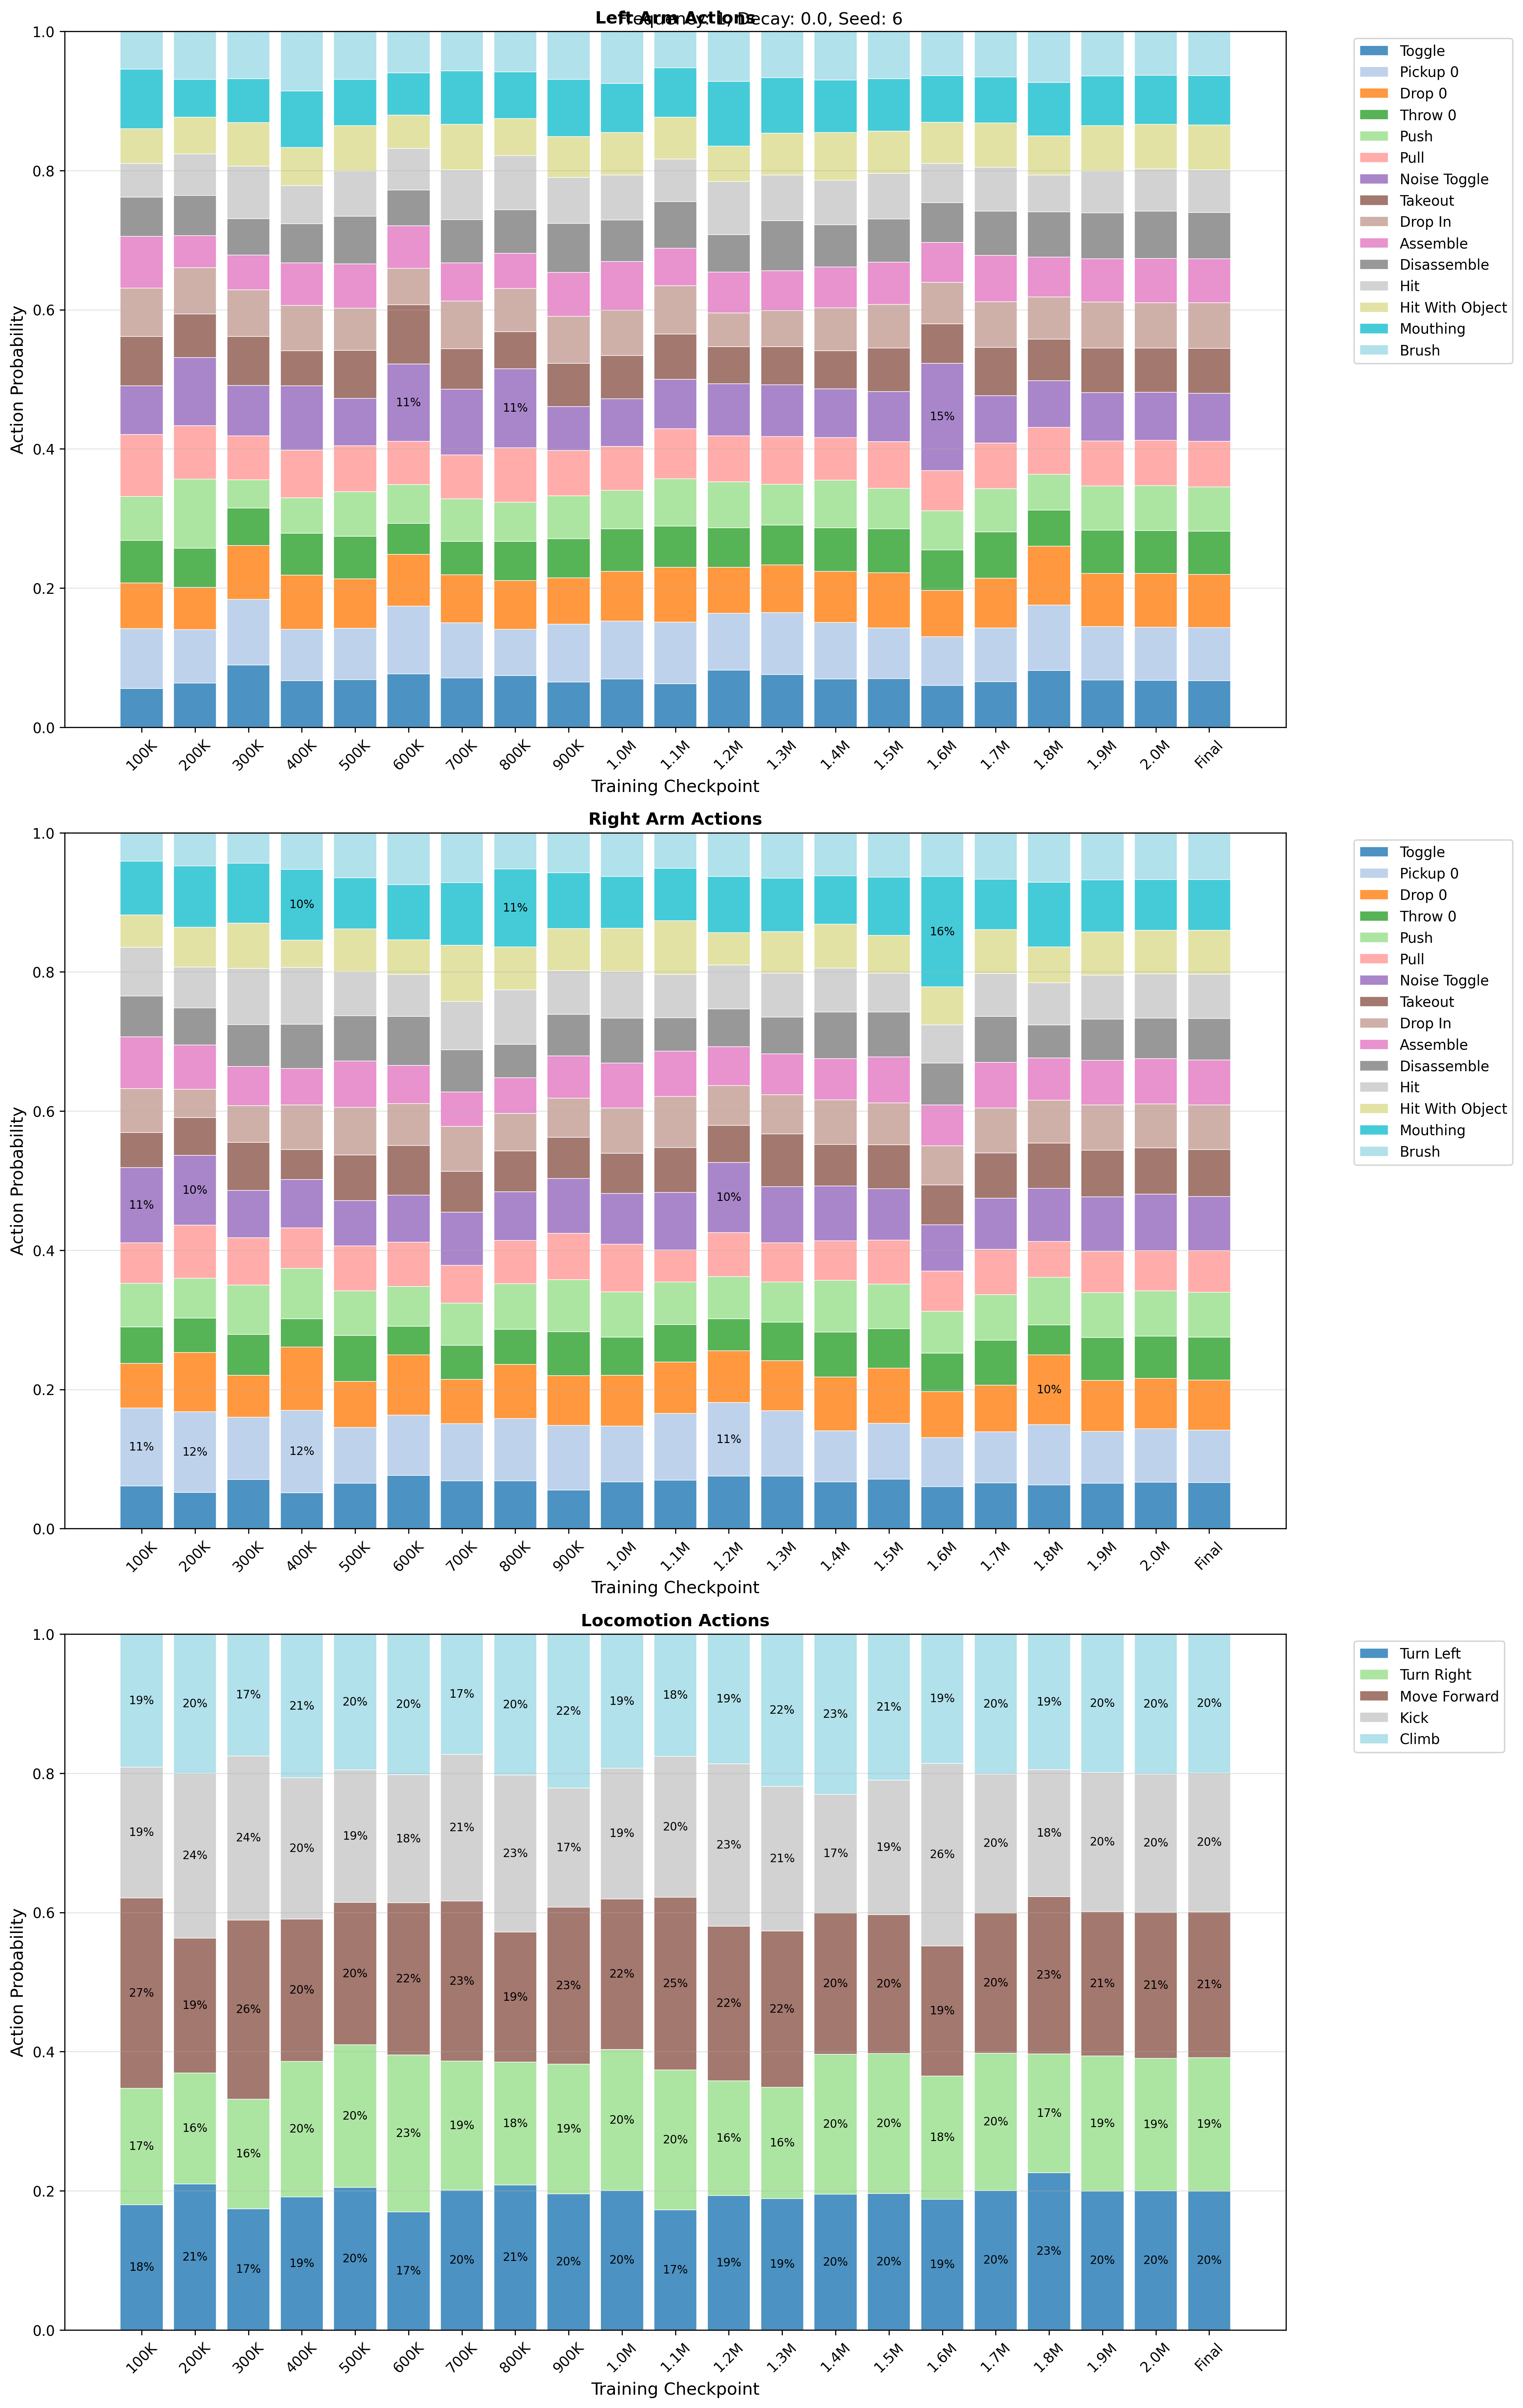 Left Arm Actions
Frequency: 1, Decay: 0.0, Seed: 6
Action Probability
1.0
0.8
0.6
0.4
0.2
0.0
11%
11%
15%
100K 200K 300K 400K 500K 600K 700K 800K 900K 1.0M 1.1M 1.2M 1.3M 1.4M 1.5M 1.6M 1.7M 1.8M 1.9M 2.0M Final
Training Checkpoint
Toggle
Pickup 0
Drop 0
Throw 0
Push
Pull
Noise Toggle
Takeout
Drop In
Assemble
Disassemble
Hit
Hit With Object
Mouthing
Brush
Right Arm Actions
Action Probability
1.0
0.8
0.6
0.4
0.2
0.0
10% 11% 16%
11% 10% 10%
10%
11% 12% 12% 11%
100K 200K 300K 400K 500K 600K 700K 800K 900K 1.0M 1.1M 1.2M 1.3M 1.4M 1.5M 1.6M 1.7M 1.8M 1.9M 2.0M Final
Training Checkpoint
Toggle
Pickup 0
Drop 0
Throw 0
Push
Pull
Noise Toggle
Takeout
Drop In
Assemble
Disassemble
Hit
Hit With Object
Mouthing
Brush
Locomotion Actions
Action Probability
1.0
0.8
0.6
0.4
0.2
0.0
19% 20% 17% 21% 20% 20% 17% 20% 22% 19% 18% 19% 22% 23% 21% 19% 20% 19% 20% 20% 20%
19% 24% 24% 20% 19% 18% 21% 23% 17% 19% 20% 23% 21% 17% 19% 26% 20% 18% 20% 20% 20%
27% 19% 26% 20% 20% 22% 23% 19% 23% 22% 25% 22% 22% 20% 20% 19% 20% 23% 21% 21% 21%
17% 16% 16% 20% 20% 23% 19% 18% 19% 20% 20% 16% 16% 20% 20% 18% 20% 17% 19% 19% 19%
18% 21% 17% 19% 20% 17% 20% 21% 20% 20% 17% 19% 19% 20% 20% 19% 20% 23% 20% 20% 20%
100K 200K 300K 400K 500K 600K 700K 800K 900K 1.0M 1.1M 1.2M 1.3M 1.4M 1.5M 1.6M 1.7M 1.8M 1.9M 2.0M Final
Training Checkpoint
Turn Left
Turn Right
Move Forward
Kick
Climb